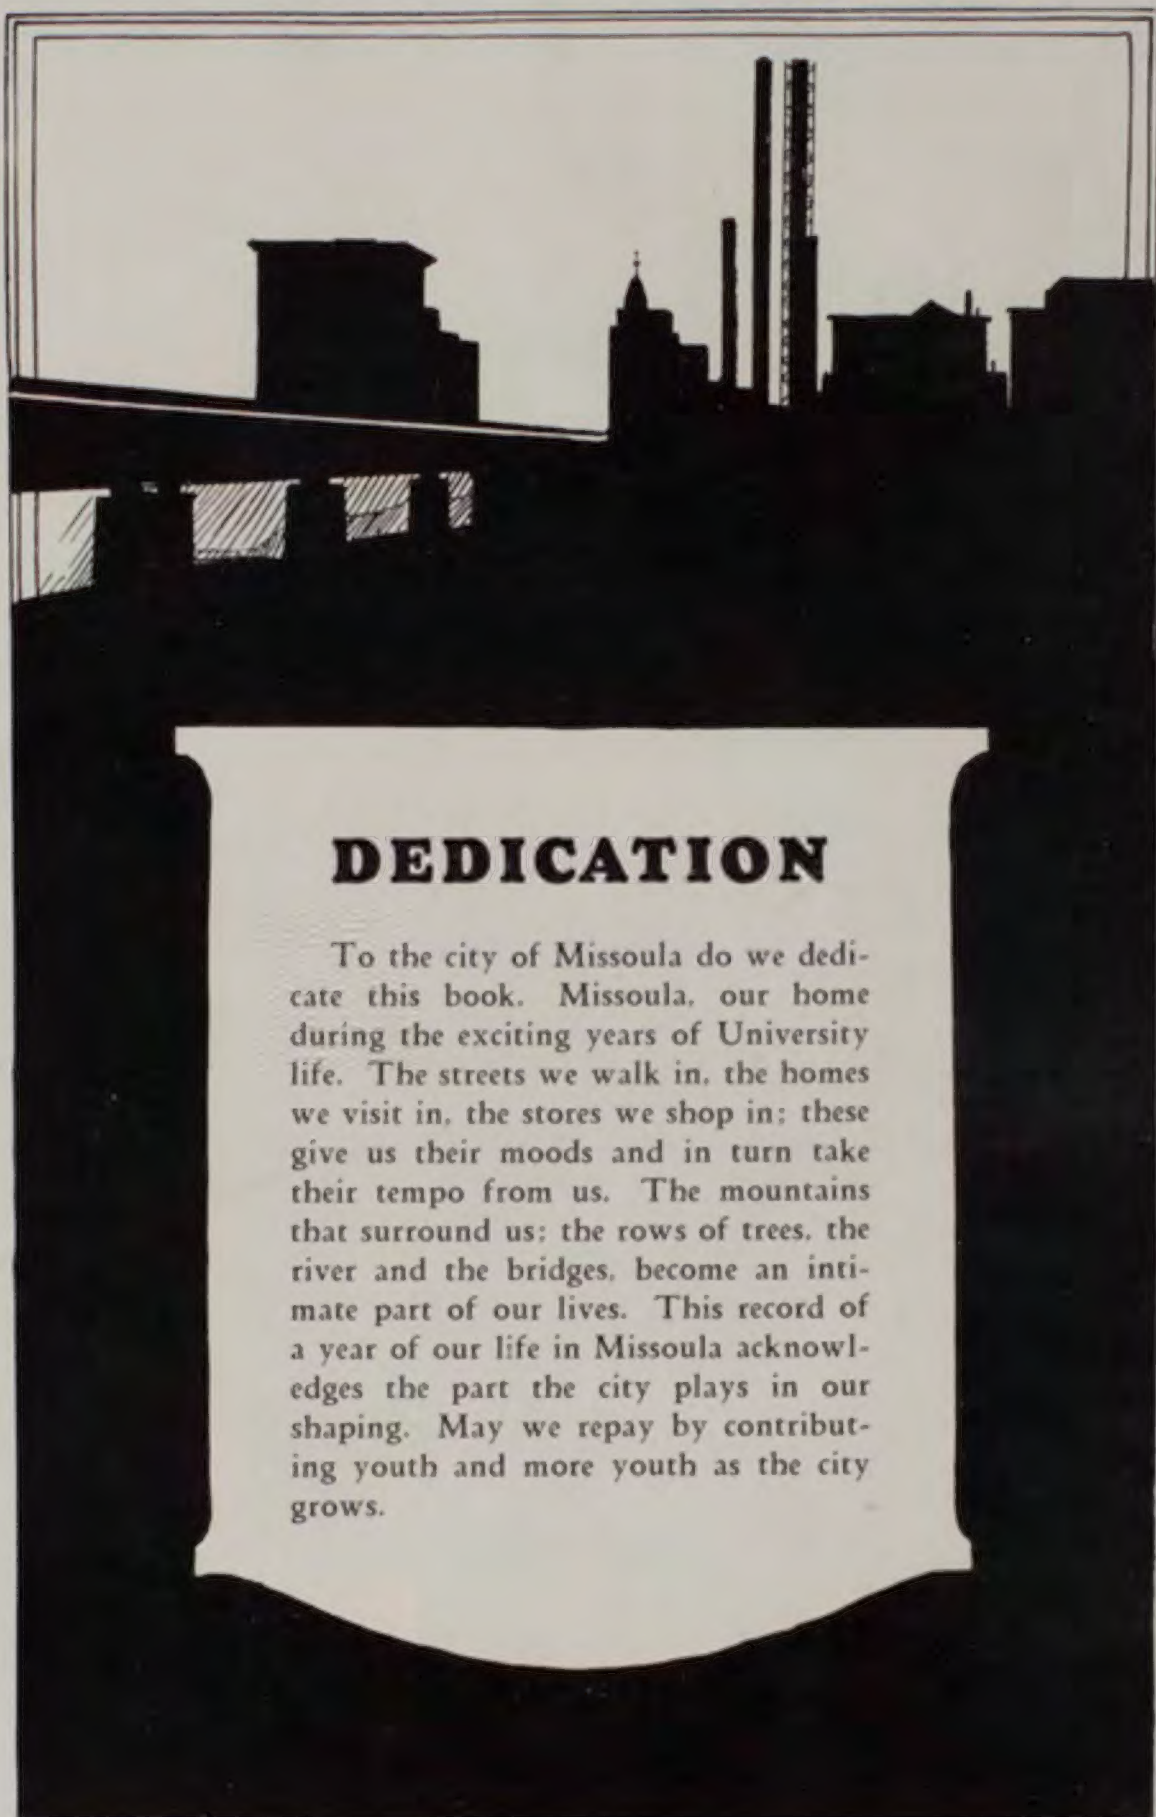 DEDICATION
To the city of Missoula do we dedi-
cate this book. Missoula, our home
during the exciting years of University
life. The streets we walk in, the homes
we visit in, the stores we shop in; these
give us their moods and in turn take
their tempo from us. The mountains
that surround us; the rows of trees, the
river and the bridges, become an inti-
mate part of our lives. This record of
a year of our life in Missoula acknowl-
edges the part the city plays in our
shaping. May we repay by contribut-
ing youth and more youth as the city
grows.